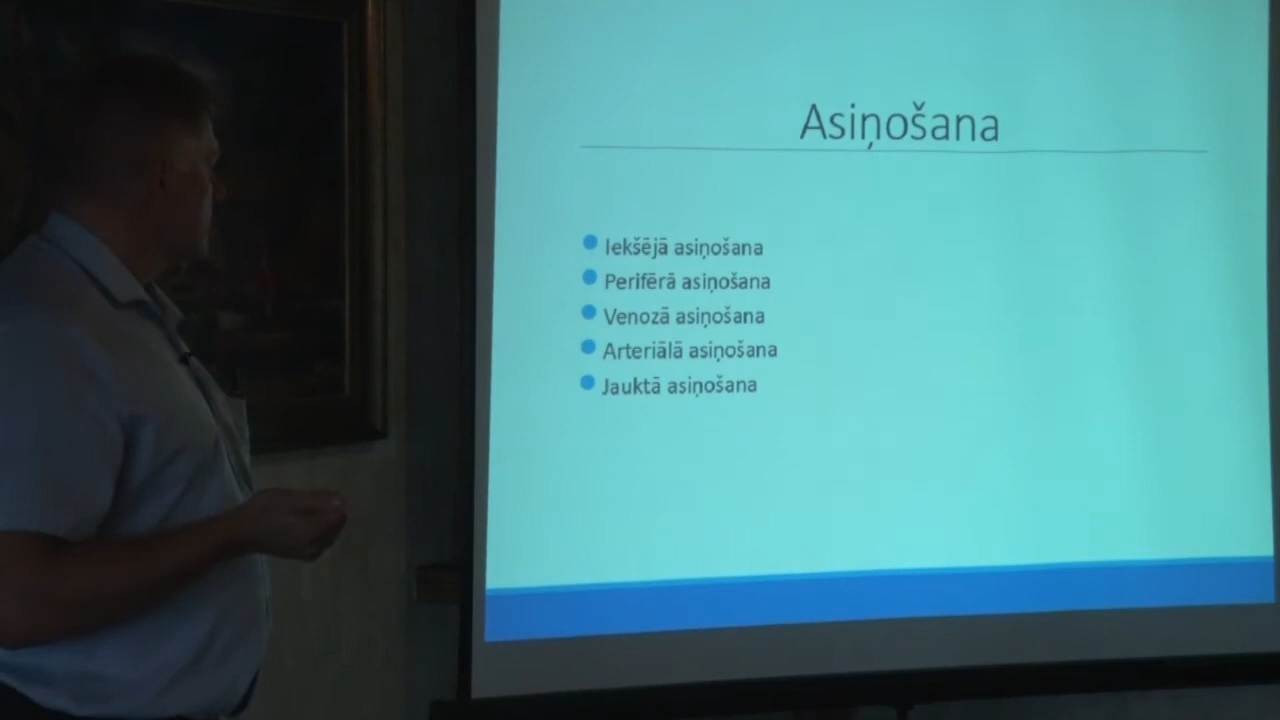 Asiņošana
Iekšējā asiņošana
Perifērā asiņošana
Venozā asiņošana
Arteriālā asiņošana
Jauktā asiņošana